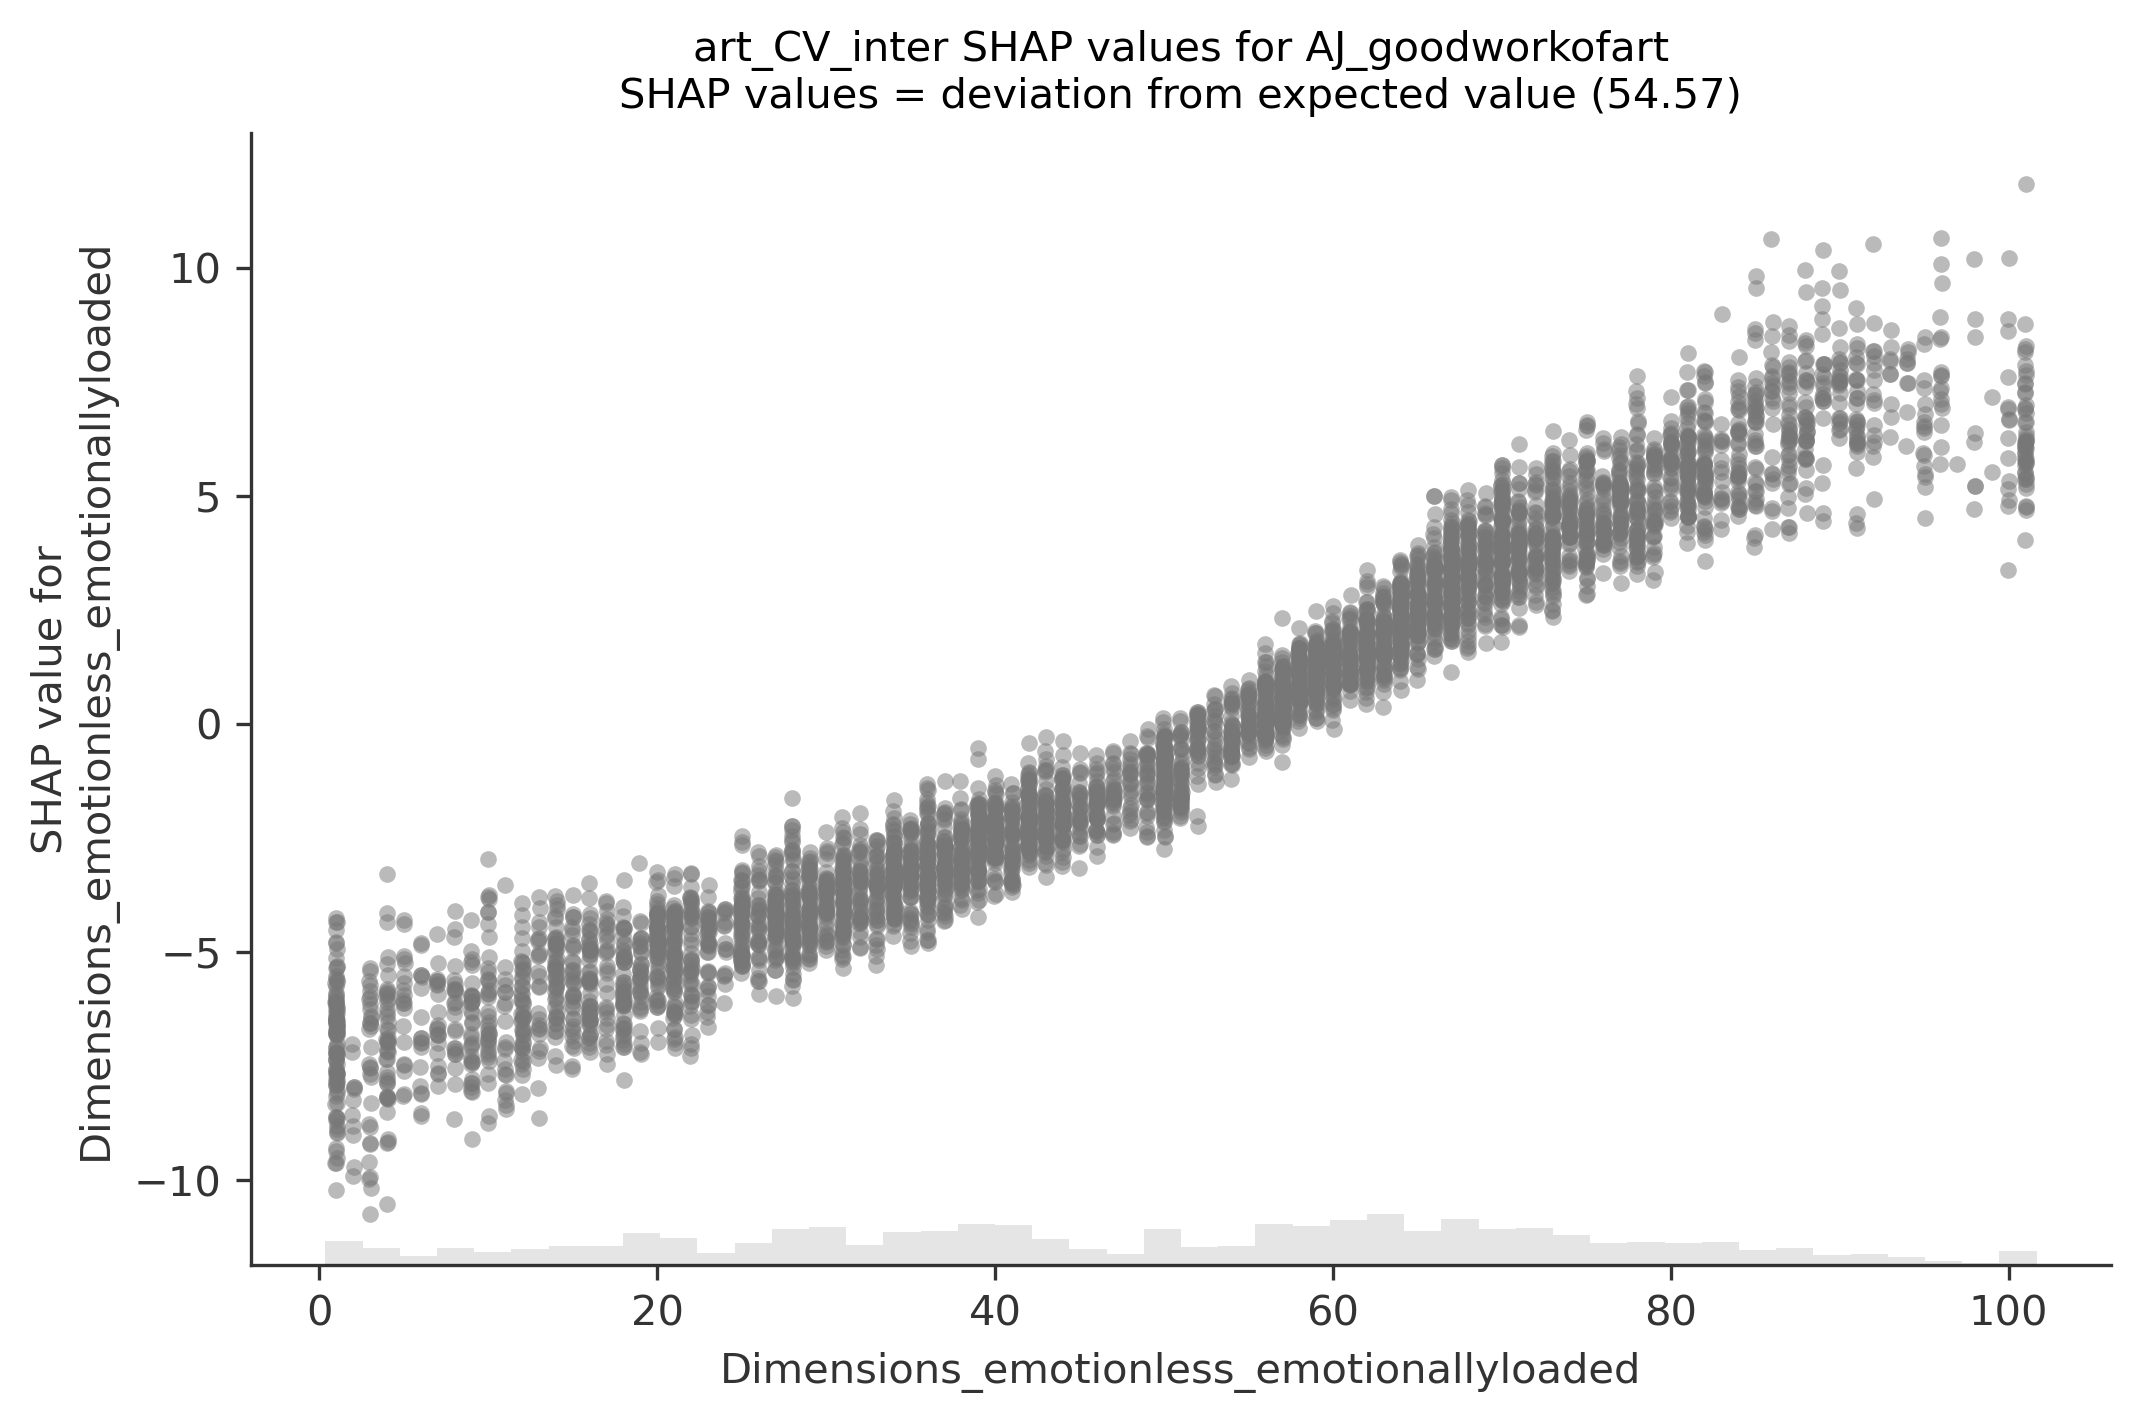 art_CV_inter SHAP values for AJ_goodworkofart
SHAP values = deviation from expected value (54.57)
SHAP value for
Dimensions_emotionless_emotionallyloaded
10
5
0
−5
−10
0 20 40 60 80 100
Dimensions_emotionless_emotionallyloaded